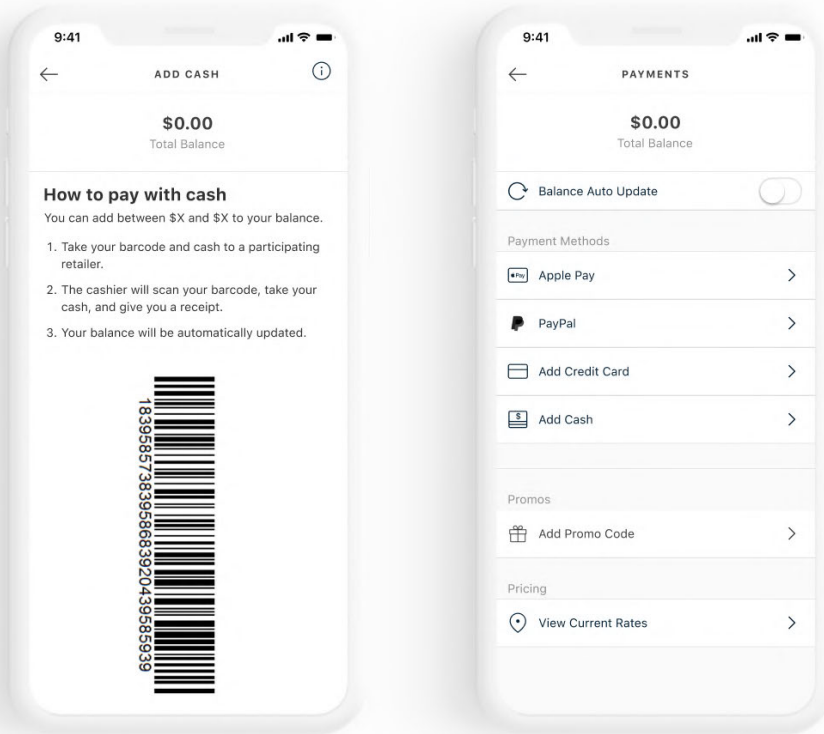 9:41
ADD CASH
$0.00
Total Balance
How to pay with cash
You can add between $X and $X to your balance.
1. Take your barcode and cash to a participating
retailer.
2. The cashier will scan your barcode, take your
cash, and give you a receipt.
3. Your balance will be automatically updated.
18395857383958683920439585939
9:41
PAYMENTS
$0.00
Total Balance
Balance Auto Update
Payment Methods
Pay
Apple Pay
PayPal
Add Credit Card
$
Add Cash
Promos
Add Promo Code
Pricing
View Current Rates